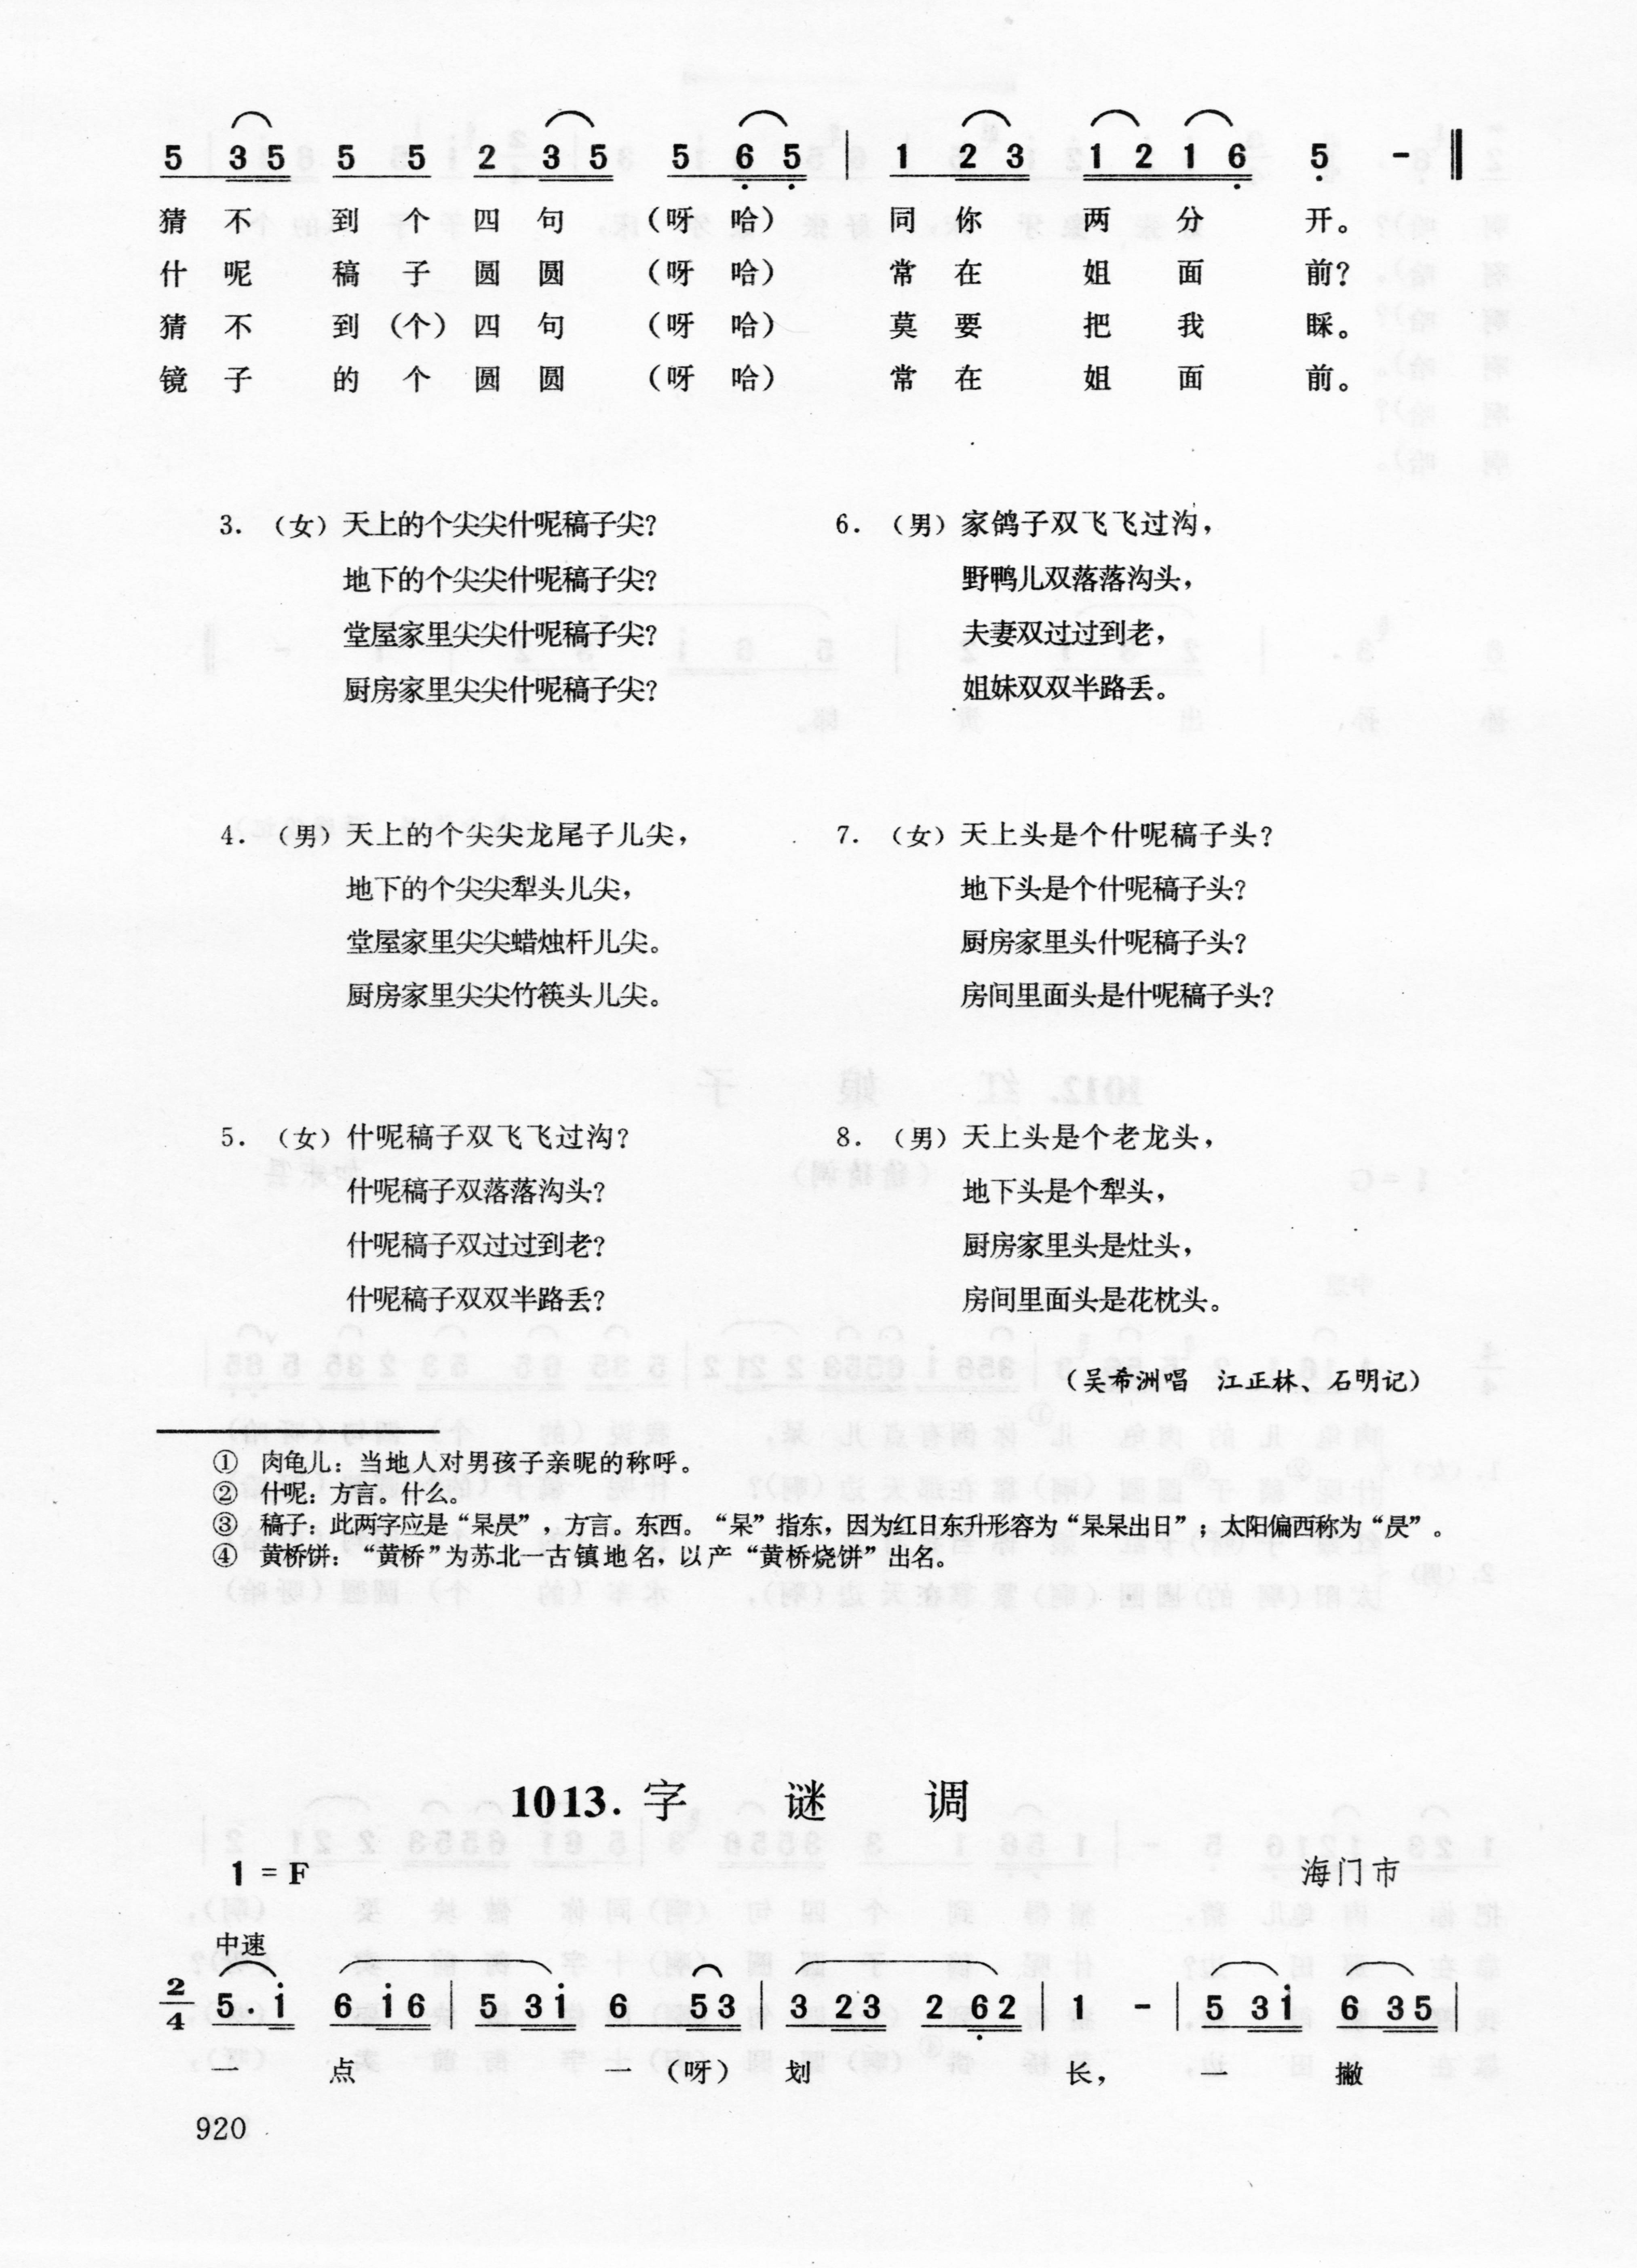 5 3 5 5 5 2 3 5 5 6 5 | 1 2 3 1 2 1 6 5 - ‖
猜 不 到 个 四 句 （呀 哈） 同 你 两 分 开。
什 呢 稿 子 圆 圆 （呀 哈） 常 在 姐 面 前？
猜 不 到 （个） 四 句 （呀 哈） 莫 要 把 我 睬。
镜 子 的 个 圆 圆 （呀 哈） 常 在 姐 面 前。
3. （女）天上的个尖尖什呢稿子尖？
地下的个尖尖什呢稿子尖？
堂屋家里尖尖什呢稿子尖？
厨房家里尖尖什呢稿子尖？
4. （男）天上的个尖尖龙尾子儿尖，
地下的个尖尖犁头儿尖，
堂屋家里尖尖蜡烛杆儿尖。
厨房家里尖尖竹筷头儿尖。
5. （女）什呢稿子双飞飞过沟？
什呢稿子双落落沟头？
什呢稿子双过过到老？
什呢稿子双双半路丢？
6. （男）家鸽子双飞飞过沟，
野鸭儿双落落沟头，
夫妻双过过到老，
姐妹双双半路丢。
7. （女）天上头是个什呢稿子头？
地下头是个什呢稿子头？
厨房家里头什呢稿子头？
房间里面头是什呢稿子头？
8. （男）天上头是个老龙头，
地下头是个犁头，
厨房家里头是灶头，
房间里面头是花枕头。
（吴希洲唱 江正林、石明记）
① 肉龟儿：当地人对男孩子亲呢的称呼。
② 什呢：方言。什么。
③ 稿子：此两字应是“杲昃”，方言。东西。“杲”指东，因为红日东升形容为“杲杲出日”；太阳偏西称为“昃”。
④ 黄桥饼：“黄桥”为苏北一古镇地名，以产“黄桥烧饼”出名。
1013. 字 谜 调
1 = F 海门市
中速
2/4 5 · i 6 i 6 | 5 3 i 6 5 3 | 3 2 3 2 6 2 | 1 - | 5 3 i 6 3 5 |
一 点 一 （呀） 划 长， 一 撇
920